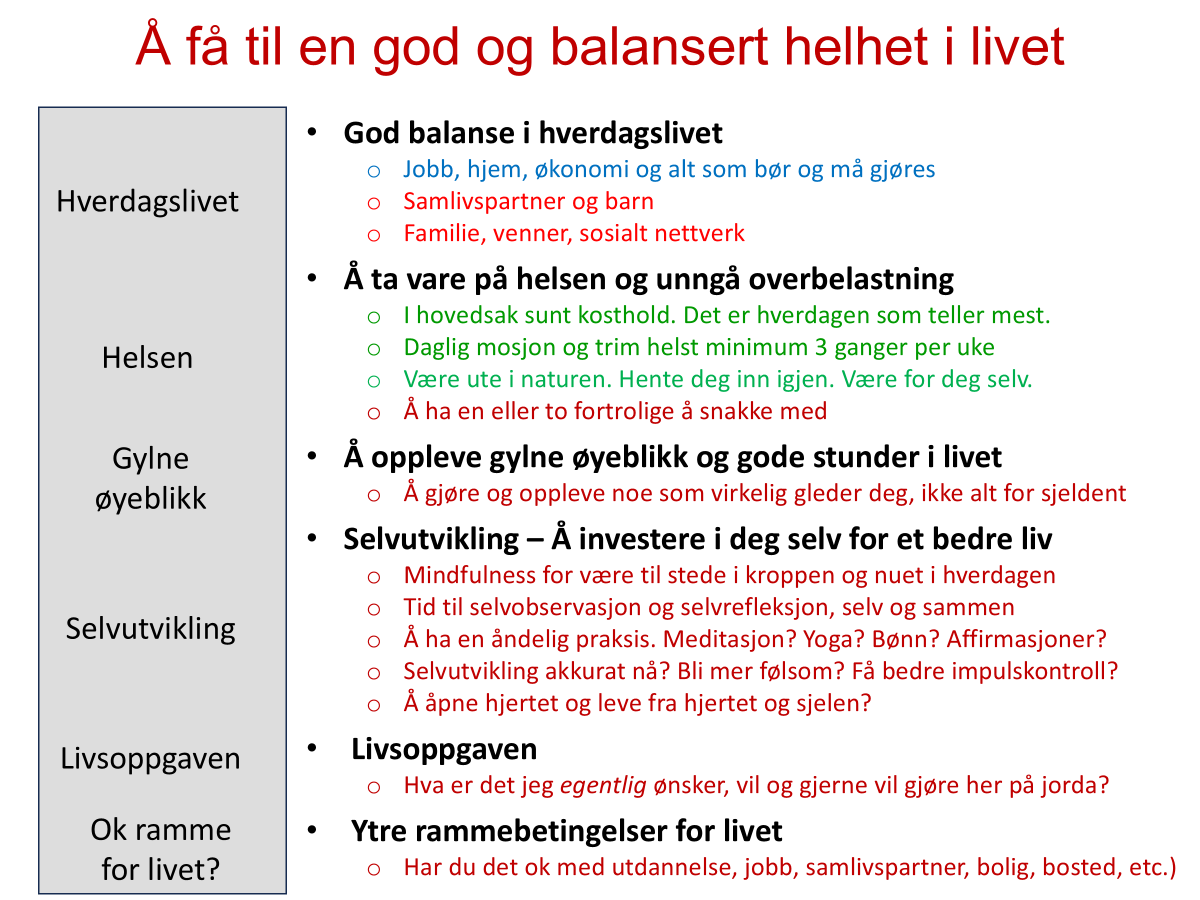 Å få til en god og balansert helhet i livet
Hverdagslivet
Helsen
Gylne
øyeblikk
Selvutvikling
Livsoppgaven
Ok ramme
for livet?
• God balanse i hverdagslivet
o Jobb, hjem, økonomi og alt som bør og må gjøres
o Samlivspartner og barn
o Familie, venner, sosialt nettverk
• Å ta vare på helsen og unngå overbelastning
o I hovedsak sunt kosthold. Det er hverdagen som teller mest.
o Daglig mosjon og trim helst minimum 3 ganger per uke
o Være ute i naturen. Hente deg inn igjen. Være for deg selv.
o Å ha en eller to fortrolige å snakke med
• Å oppleve gylne øyeblikk og gode stunder i livet
o Å gjøre og oppleve noe som virkelig gleder deg, ikke alt for sjeldent
• Selvutvikling – Å investere i deg selv for et bedre liv
o Mindfulness for være til stede i kroppen og nuet i hverdagen
o Tid til selvobservasjon og selvrefleksjon, selv og sammen
o Å ha en åndelig praksis. Meditasjon? Yoga? Bønn? Affirmasjoner?
o Selvutvikling akkurat nå? Bli mer følsom? Få bedre impulskontroll?
o Å åpne hjertet og leve fra hjertet og sjelen?
• Livsoppgaven
o Hva er det jeg egentlig ønsker, vil og gjerne vil gjøre her på jorda?
• Ytre rammebetingelser for livet
o Har du det ok med utdannelse, jobb, samlivspartner, bolig, bosted, etc.)